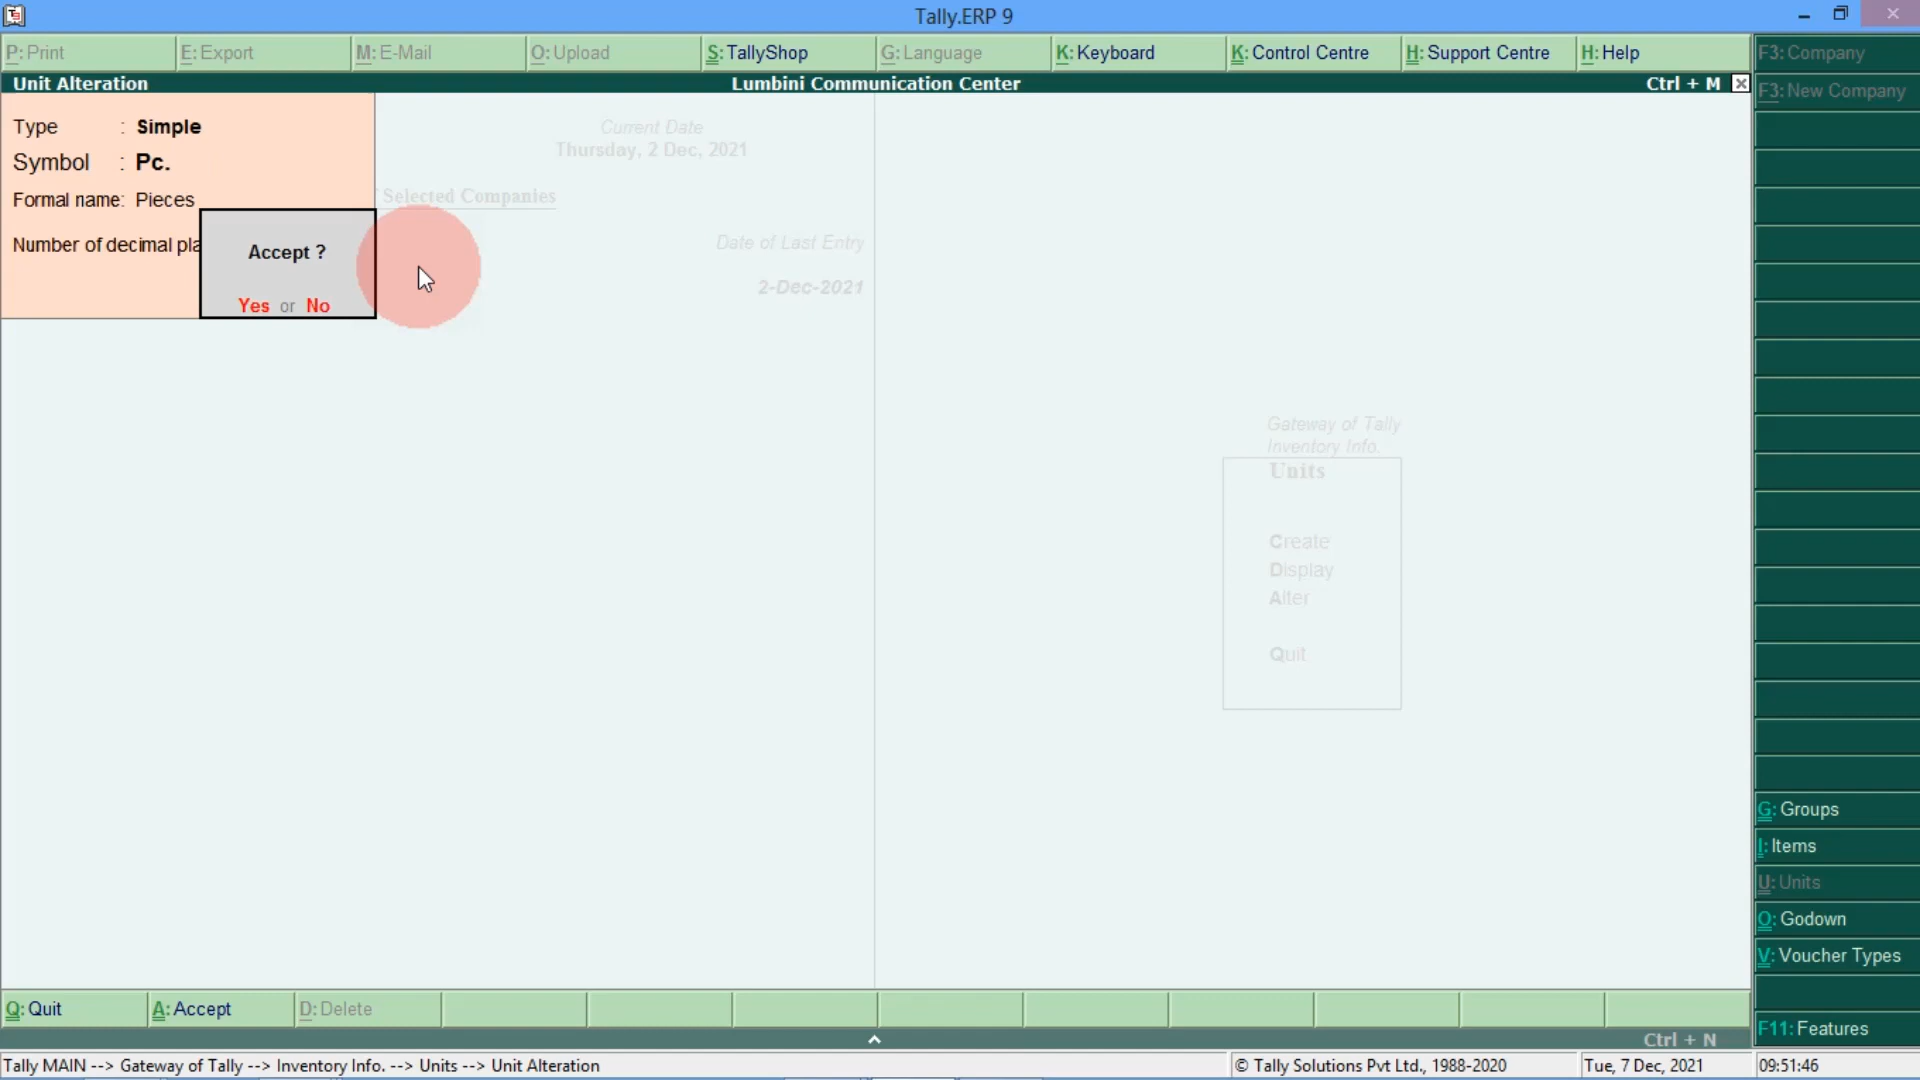 Tally.ERP 9
P: Print E: Export M: E-Mail O: Upload S: TallyShop G: Language K: Keyboard K: Control Centre H: Support Centre H: Help
F3: Company
Unit Alteration Lumbini Communication Center Ctrl + M
F3: New Company
Type : Simple
Symbol : Pc.
Formal name: Pieces
Number of decimal pla
Accept ?
Yes or No
Current Date
Thursday, 2 Dec, 2021
Selected Companies
Date of Last Entry
2-Dec-2021
Gateway of Tally
Inventory Info.
Units
Create
Display
Alter
Quit
G: Groups
I: Items
U: Units
O: Godown
V: Voucher Types
F11: Features
Q: Quit A: Accept D: Delete
Ctrl + N
Tally MAIN --> Gateway of Tally --> Inventory Info. --> Units --> Unit Alteration © Tally Solutions Pvt Ltd., 1988-2020 Tue, 7 Dec, 2021 09:51:46